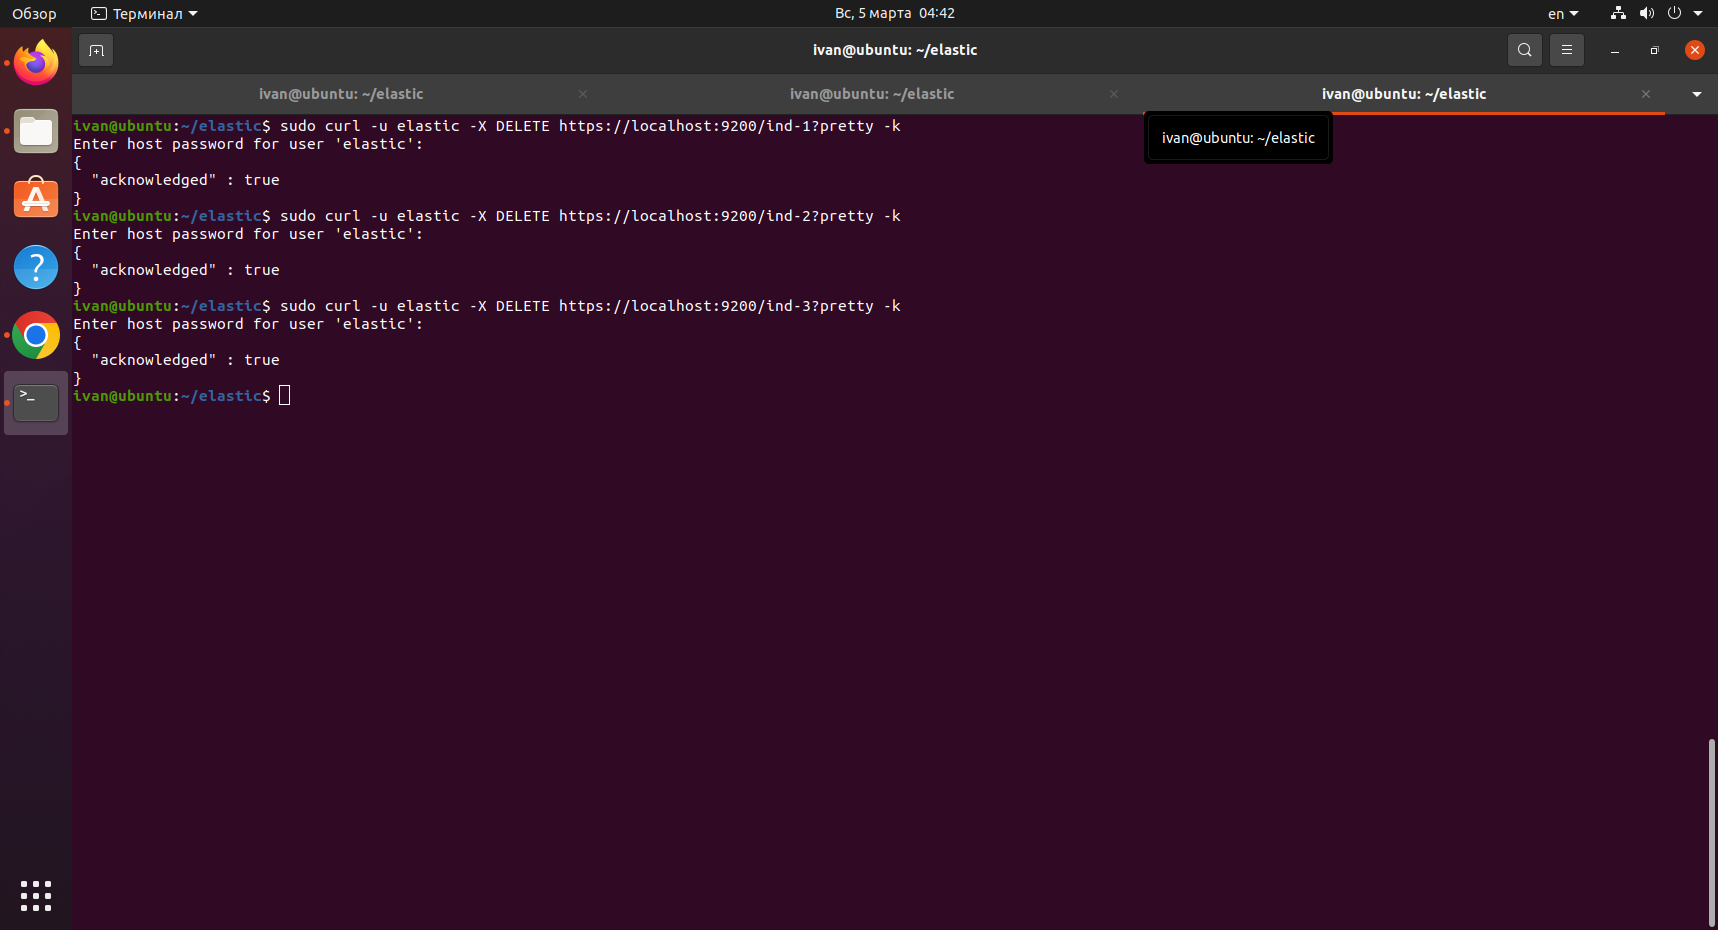 Обзор
Терминал
Вс, 5 марта 04:42
en
ivan@ubuntu: ~/elastic
ivan@ubuntu: ~/elastic
ivan@ubuntu: ~/elastic
ivan@ubuntu: ~/elastic
ivan@ubuntu: ~/elastic
ivan@ubuntu:~/elastic$ sudo curl -u elastic -X DELETE https://localhost:9200/ind-1?pretty -k
Enter host password for user 'elastic':
{
  "acknowledged" : true
}
ivan@ubuntu:~/elastic$ sudo curl -u elastic -X DELETE https://localhost:9200/ind-2?pretty -k
Enter host password for user 'elastic':
{
  "acknowledged" : true
}
ivan@ubuntu:~/elastic$ sudo curl -u elastic -X DELETE https://localhost:9200/ind-3?pretty -k
Enter host password for user 'elastic':
{
  "acknowledged" : true
}
ivan@ubuntu:~/elastic$